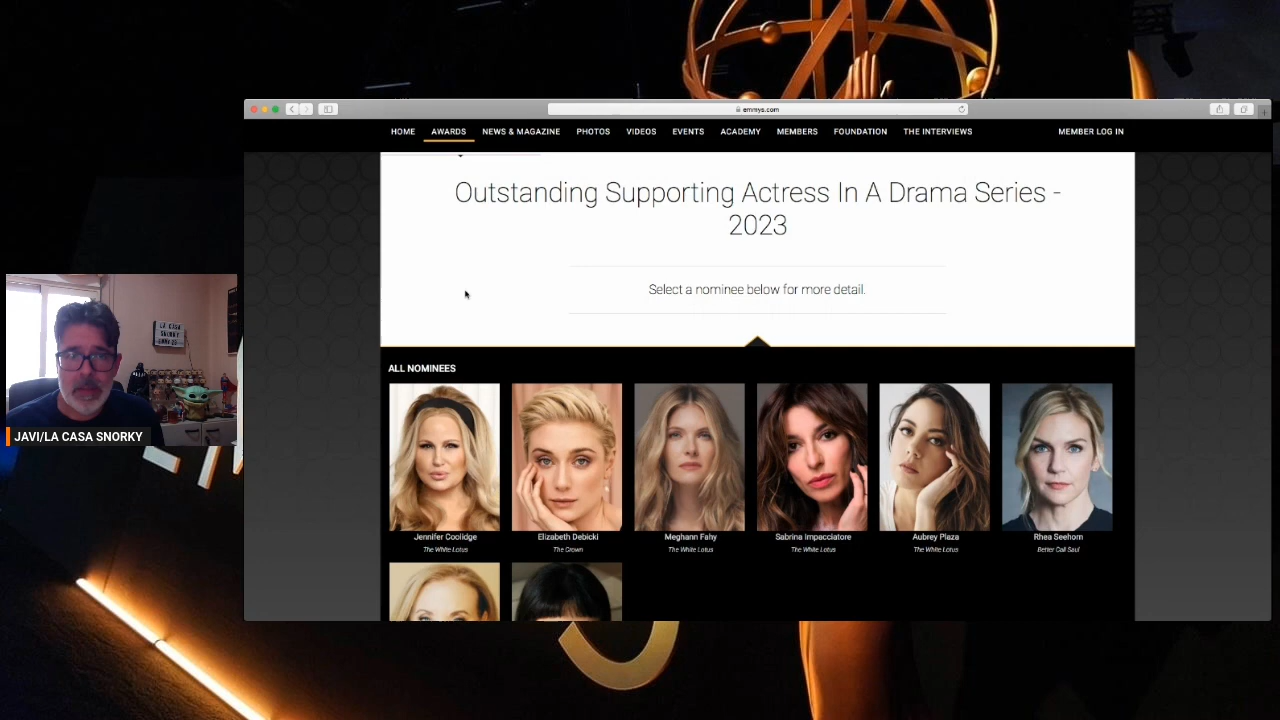 emmys.com
HOME AWARDS NEWS & MAGAZINE PHOTOS VIDEOS EVENTS ACADEMY MEMBERS FOUNDATION THE INTERVIEWS MEMBER LOG IN
Outstanding Supporting Actress In A Drama Series -
2023
Select a nominee below for more detail.
ALL NOMINEES
Jennifer Coolidge
The White Lotus
Elizabeth Debicki
The Crown
Meghann Fahy
The White Lotus
Sabrina Impacciatore
The White Lotus
Aubrey Plaza
The White Lotus
Rhea Seehorn
Better Call Saul
LA CASA
SNORKY
JAVI/LA CASA SNORKY